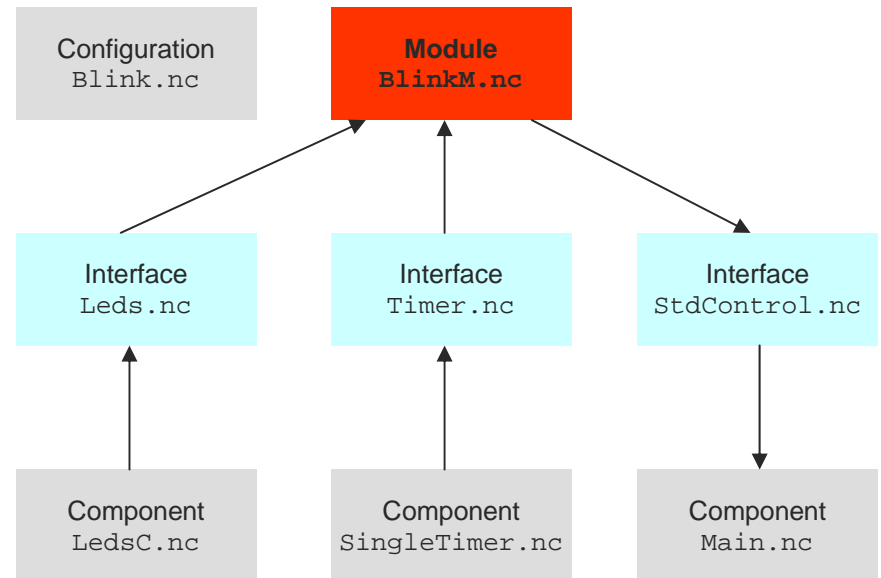 Configuration
Blink.nc
Module
BlinkM.nc
Interface
Leds.nc
Interface
Timer.nc
Interface
StdControl.nc
Component
LedsC.nc
Component
SingleTimer.nc
Component
Main.nc